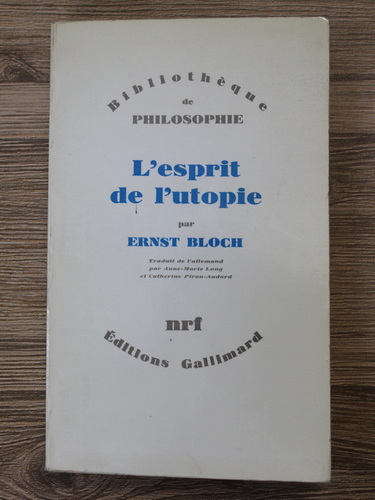 Bibliothèque
de
PHILOSOPHIE
L'esprit
de l'utopie
par
ERNST BLOCH
Traduit de l'allemand
par Anne-Marie Lang
et Catherine Piron-Audard
nrf
Éditions Gallimard